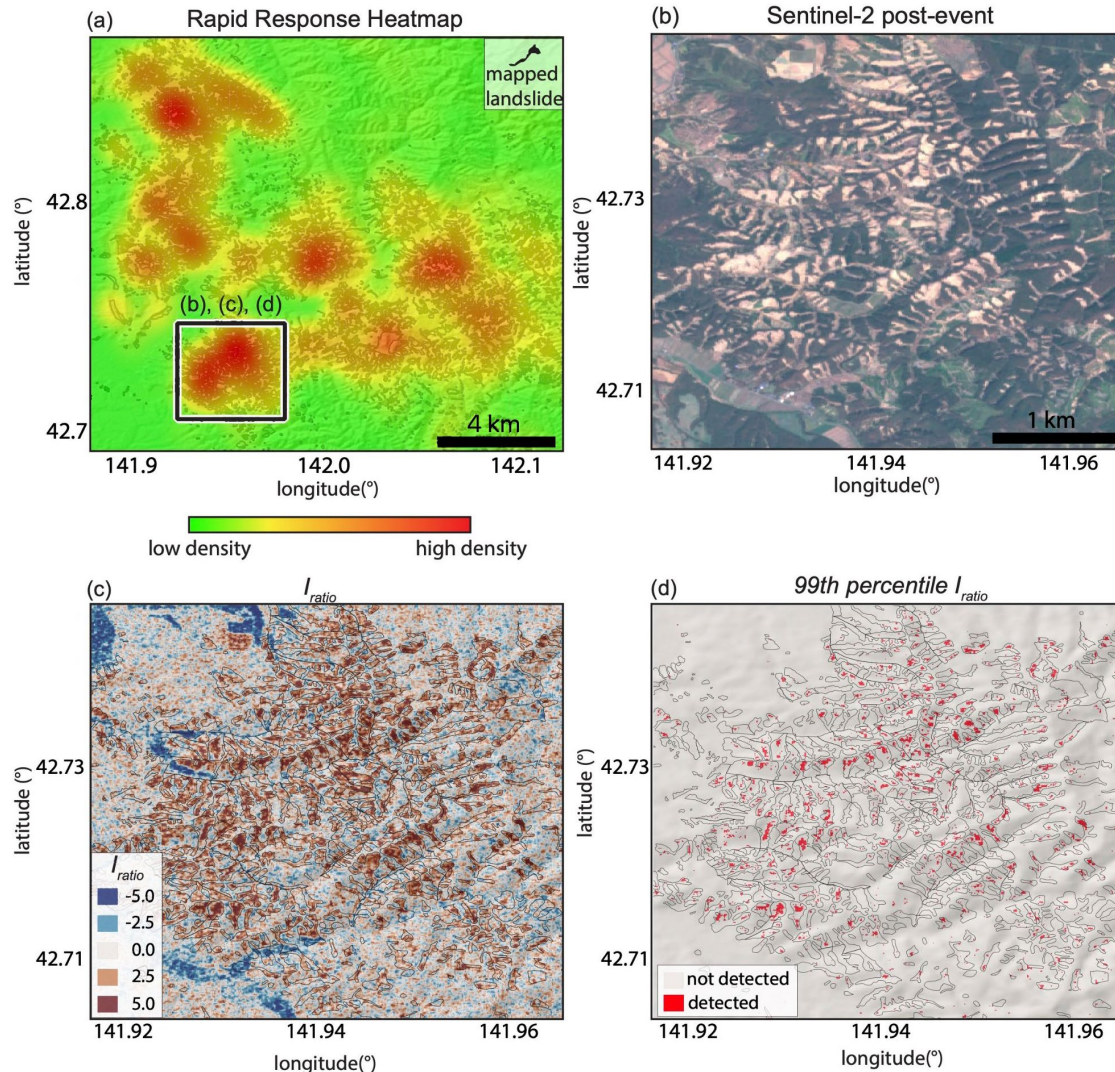 (a) Rapid Response Heatmap
mapped
landslide
(b), (c), (d)
4 km
42.8
42.7
latitude (°)
141.9 142.0 142.1
longitude(°)
low density high density
(b) Sentinel-2 post-event
42.73
42.71
latitude (°)
1 km
141.92 141.94 141.96
longitude(°)
(c) I_ratio
42.73
42.71
latitude (°)
I_ratio
-5.0
-2.5
0.0
2.5
5.0
141.92 141.94 141.96
longitude(°)
(d) 99th percentile I_ratio
42.73
42.71
latitude (°)
not detected
detected
141.92 141.94 141.96
longitude(°)